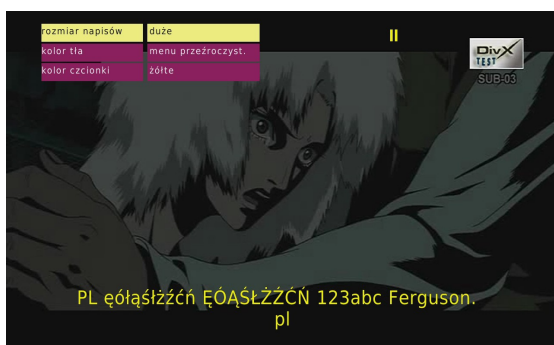 rozmiar napisów duże
kolor tła menu przeźroczyst.
kolor czcionki żółte
DivX
TEST
SUB-03
PL ęółąśłżźćń ĘÓĄŚŁŻŹĆŃ 123abc Ferguson.
pl